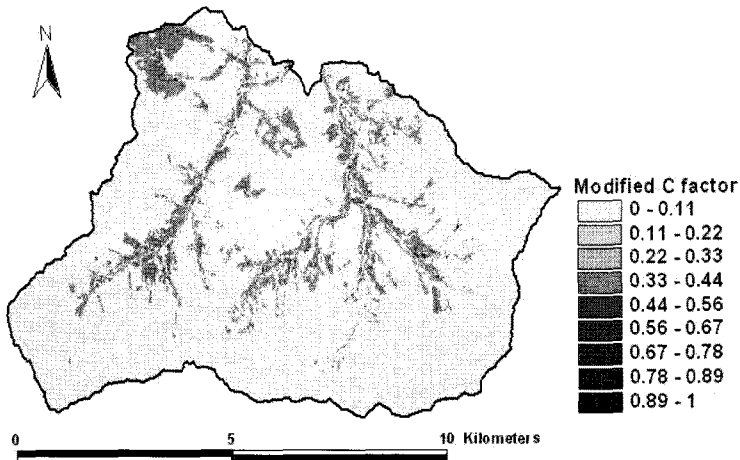 N
Modified C factor
0 - 0.11
0.11 - 0.22
0.22 - 0.33
0.33 - 0.44
0.44 - 0.56
0.56 - 0.67
0.67 - 0.78
0.78 - 0.89
0.89 - 1
0 5 10 Kilometers